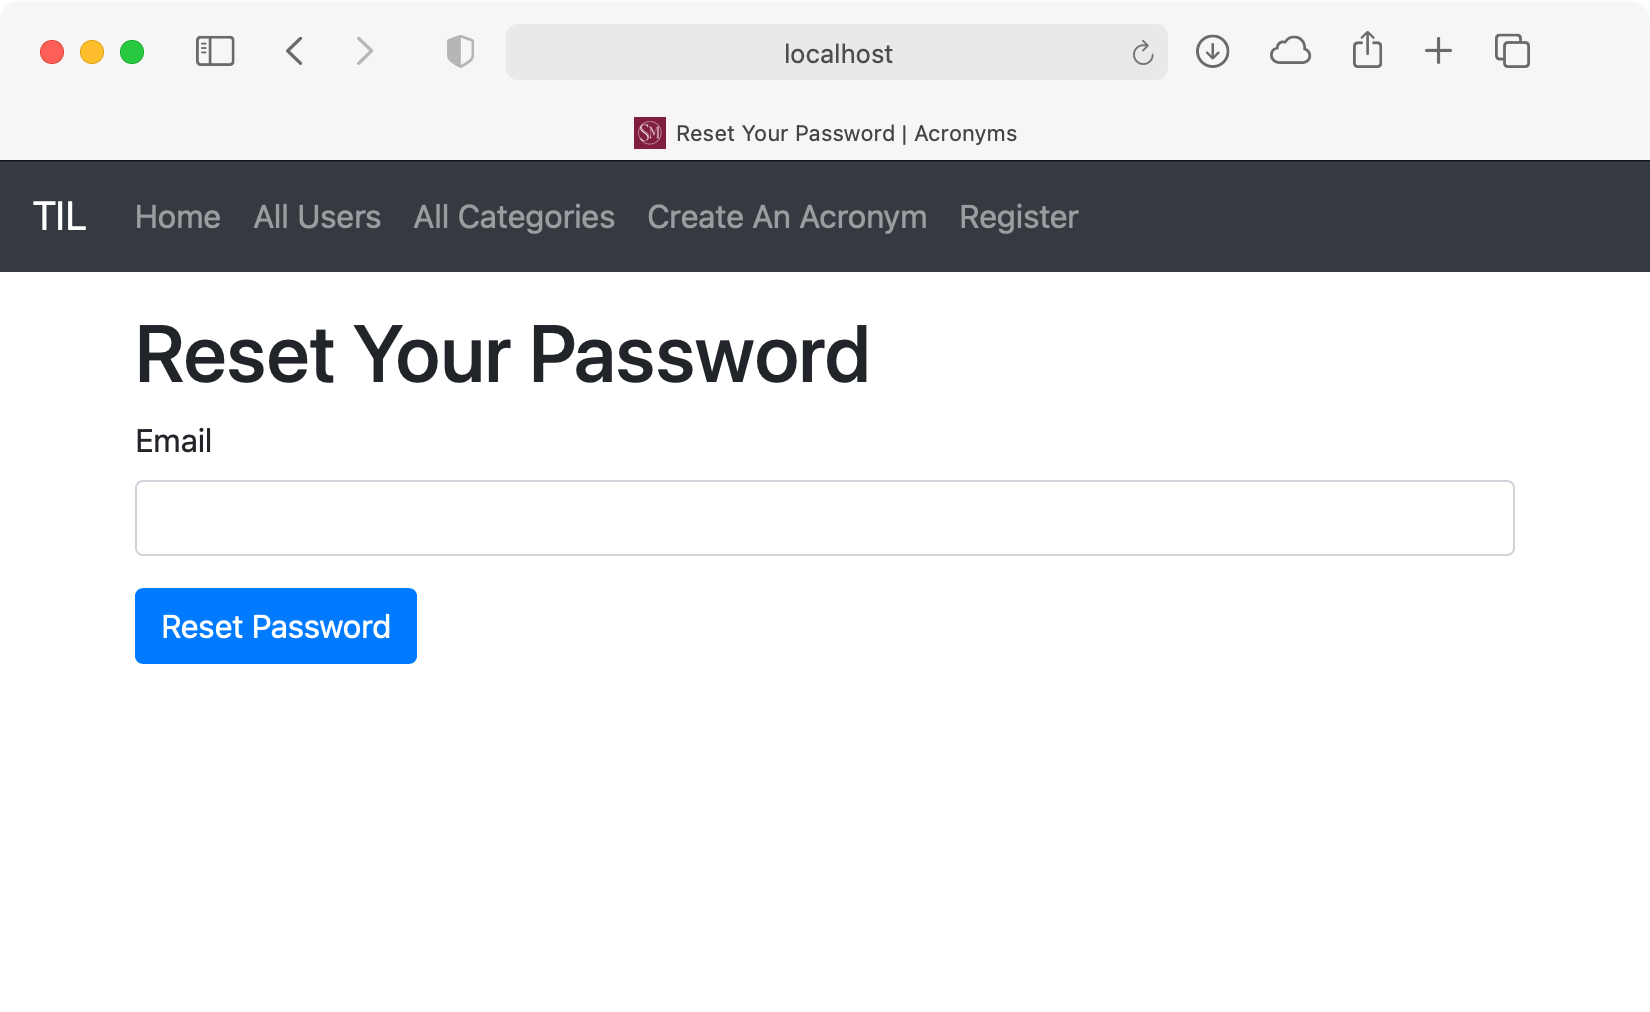 localhost
SM Reset Your Password | Acronyms
TIL Home All Users All Categories Create An Acronym Register
Reset Your Password
Email
Reset Password